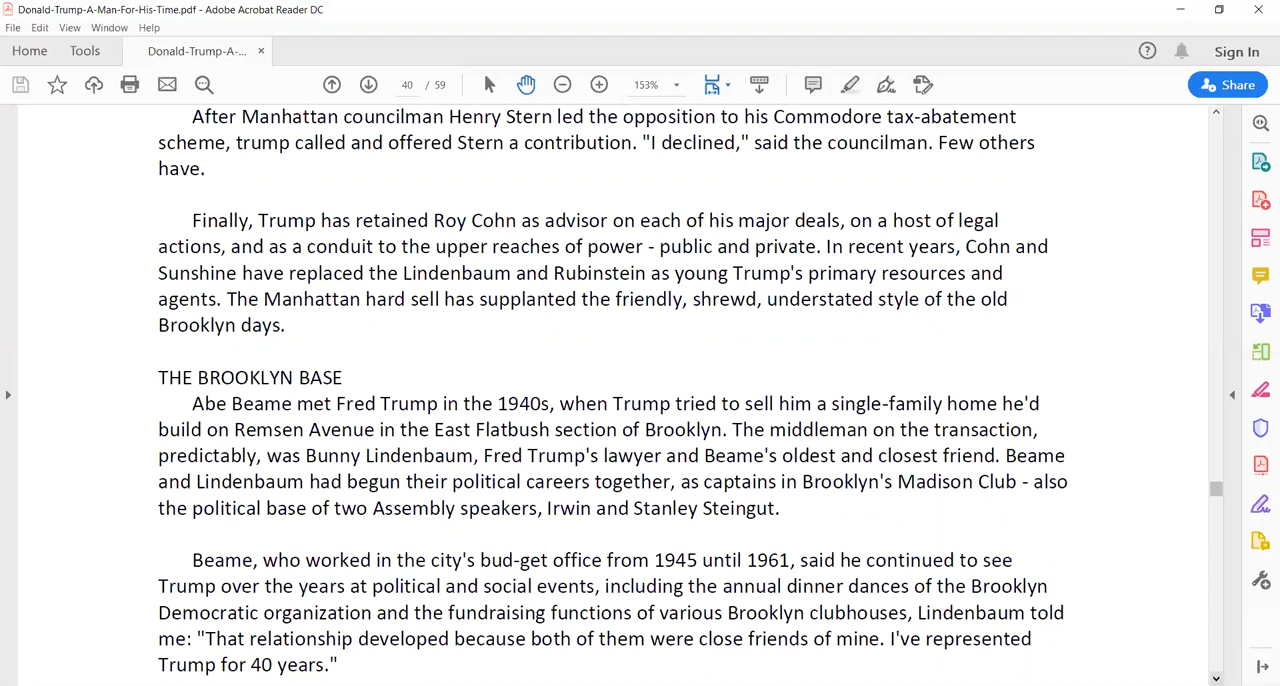 Donald-Trump-A-Man-For-His-Time.pdf - Adobe Acrobat Reader DC
File Edit View Window Help
Home Tools Donald-Trump-A-... × Sign In
40 / 59 153% Share
After Manhattan councilman Henry Stern led the opposition to his Commodore tax-abatement
scheme, trump called and offered Stern a contribution. "I declined," said the councilman. Few others
have.
Finally, Trump has retained Roy Cohn as advisor on each of his major deals, on a host of legal
actions, and as a conduit to the upper reaches of power - public and private. In recent years, Cohn and
Sunshine have replaced the Lindenbaum and Rubinstein as young Trump's primary resources and
agents. The Manhattan hard sell has supplanted the friendly, shrewd, understated style of the old
Brooklyn days.
THE BROOKLYN BASE
Abe Beame met Fred Trump in the 1940s, when Trump tried to sell him a single-family home he'd
build on Remsen Avenue in the East Flatbush section of Brooklyn. The middleman on the transaction,
predictably, was Bunny Lindenbaum, Fred Trump's lawyer and Beame's oldest and closest friend. Beame
and Lindenbaum had begun their political careers together, as captains in Brooklyn's Madison Club - also
the political base of two Assembly speakers, Irwin and Stanley Steingut.
Beame, who worked in the city's bud-get office from 1945 until 1961, said he continued to see
Trump over the years at political and social events, including the annual dinner dances of the Brooklyn
Democratic organization and the fundraising functions of various Brooklyn clubhouses, Lindenbaum told
me: "That relationship developed because both of them were close friends of mine. I've represented
Trump for 40 years."